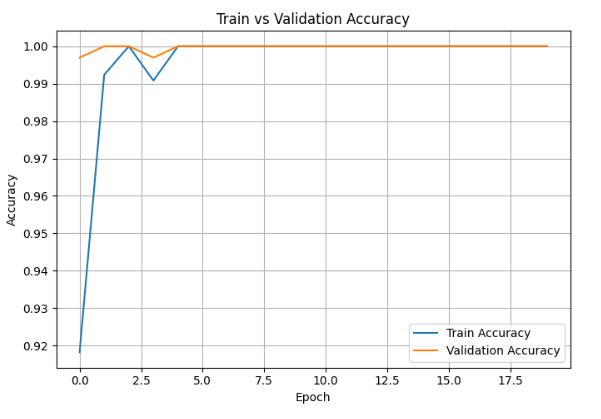 Train vs Validation Accuracy
1.00
0.99
0.98
0.97
0.96
0.95
0.94
0.93
0.92
Accuracy
0.0 2.5 5.0 7.5 10.0 12.5 15.0 17.5
Epoch
Train Accuracy
Validation Accuracy